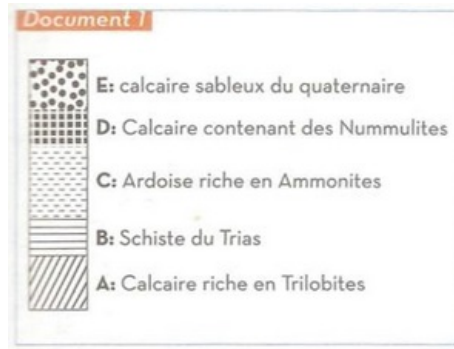 Document 1
E: calcaire sableux du quaternaire
D: Calcaire contenant des Nummulites
C: Ardoise riche en Ammonites
B: Schiste du Trias
A: Calcaire riche en Trilobites